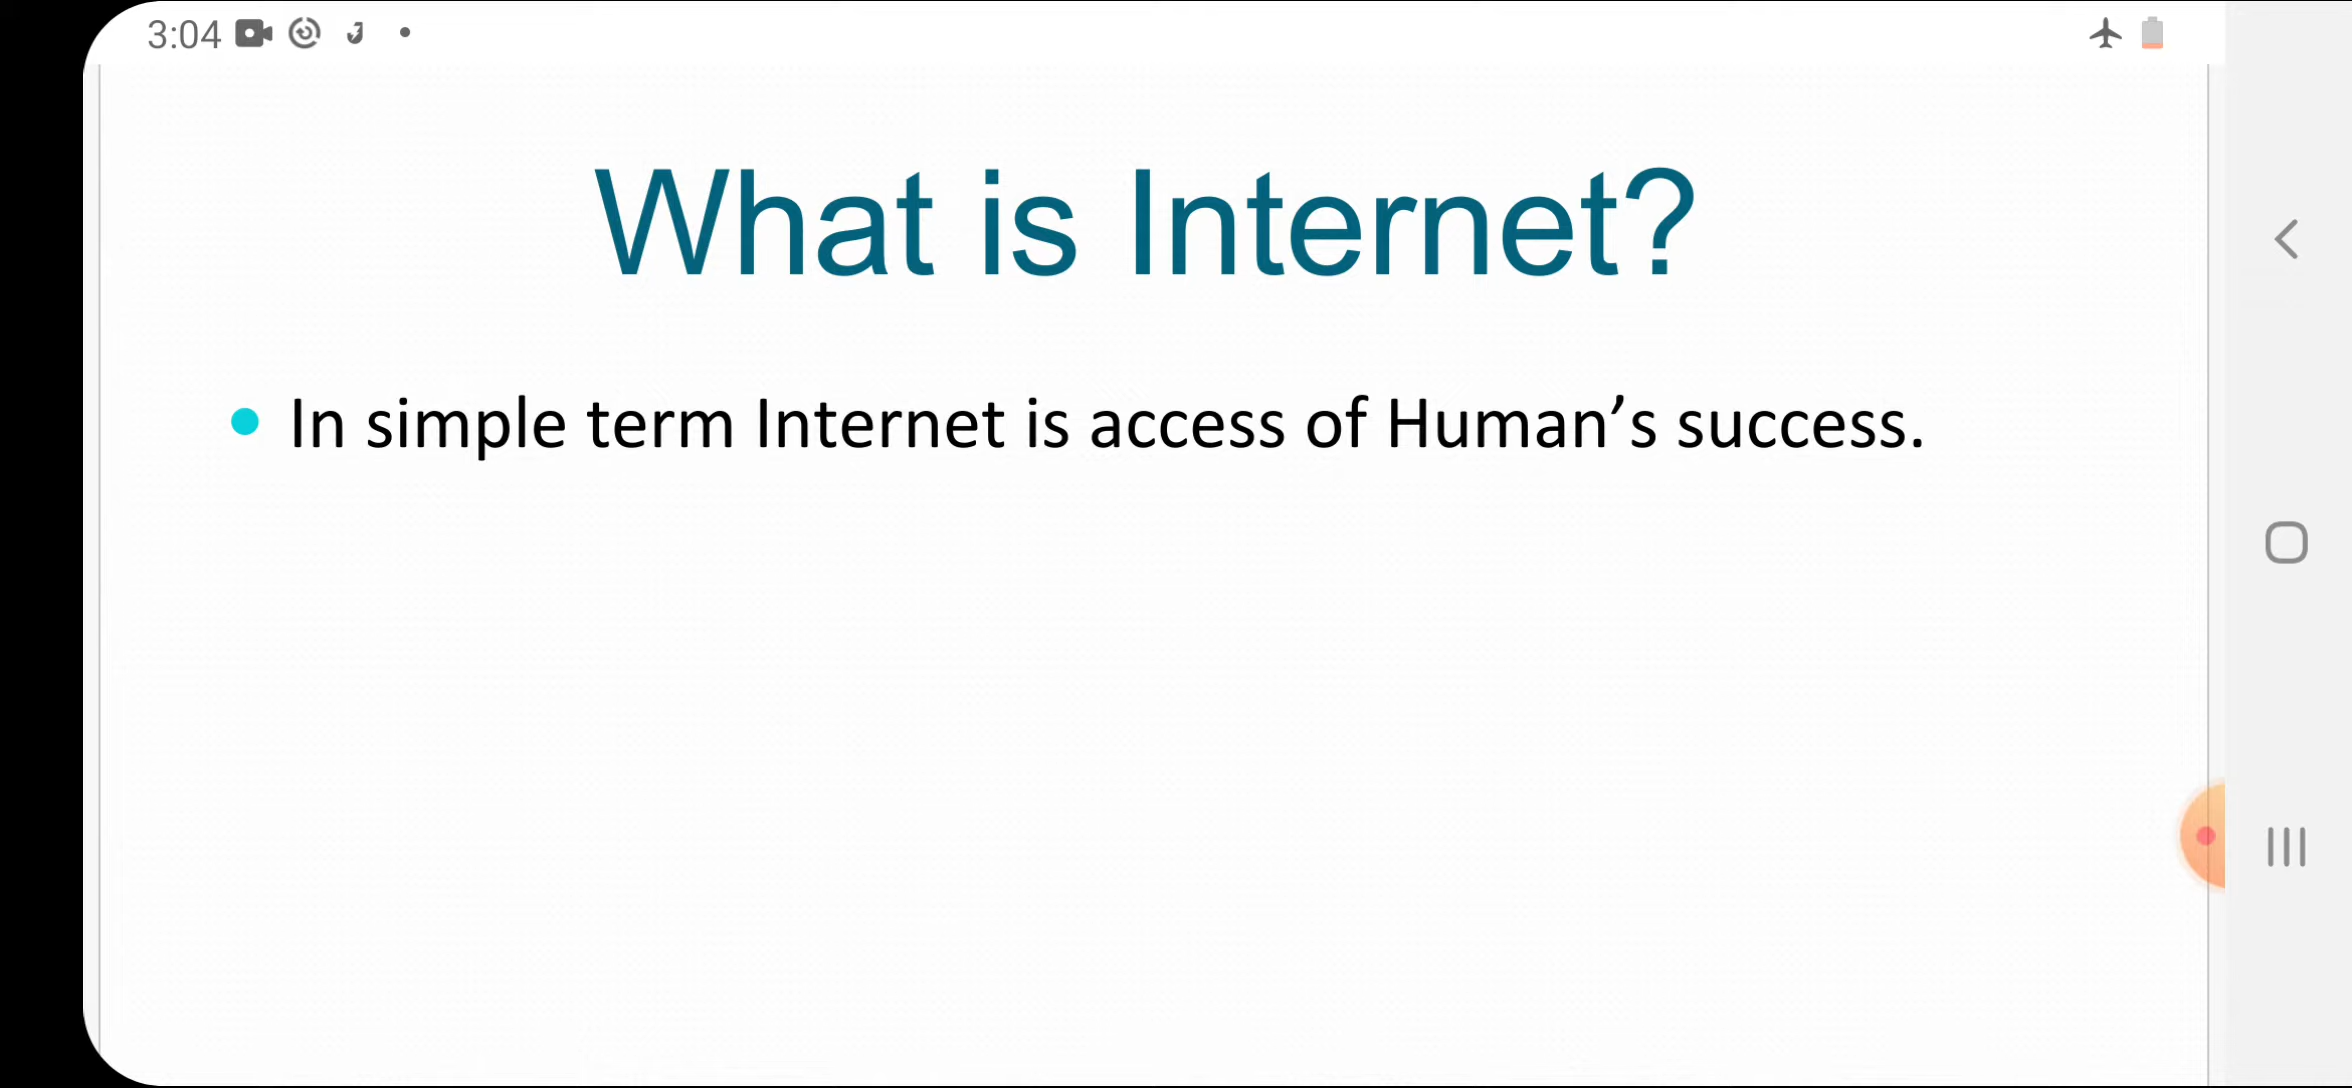 3:04
What is Internet?
• In simple term Internet is access of Human’s success.